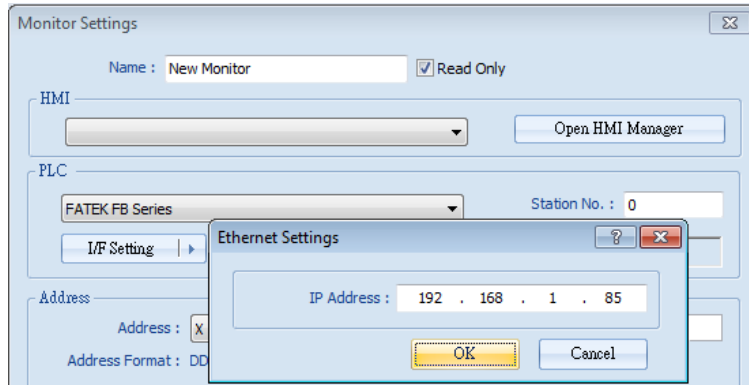 Monitor Settings
Name : New Monitor Read Only
HMI
Open HMI Manager
PLC
FATEK FB Series Station No. : 0
I/F Setting
Ethernet Settings
IP Address : 192 . 168 . 1 . 85
Address
Address : X
OK Cancel
Address Format : DD